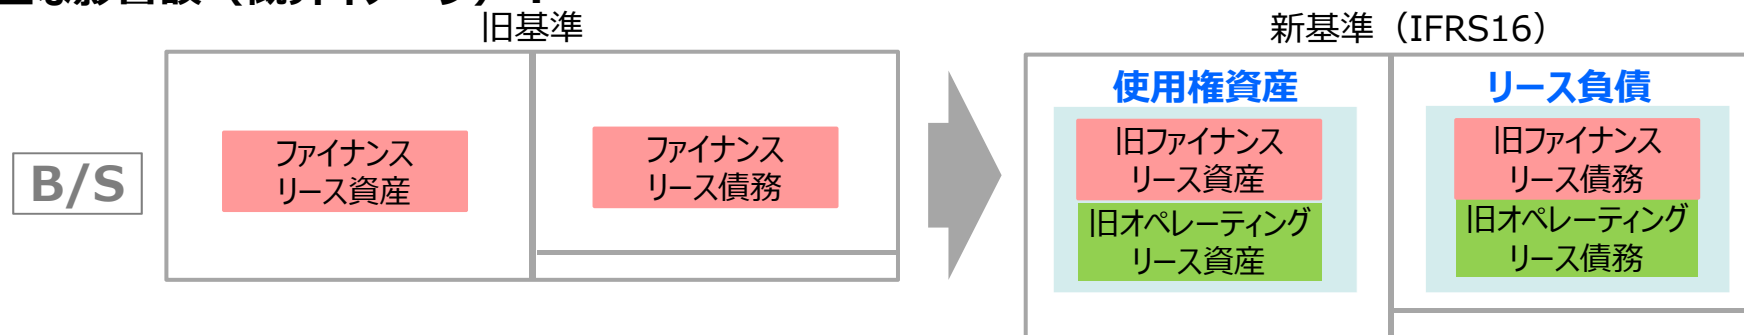 旧基準
新基準（IFRS16）
B/S
ファイナンス
リース資産
ファイナンス
リース債務
使用権資産
旧ファイナンス
リース資産
旧オペレーティング
リース資産
リース負債
旧ファイナンス
リース債務
旧オペレーティング
リース債務